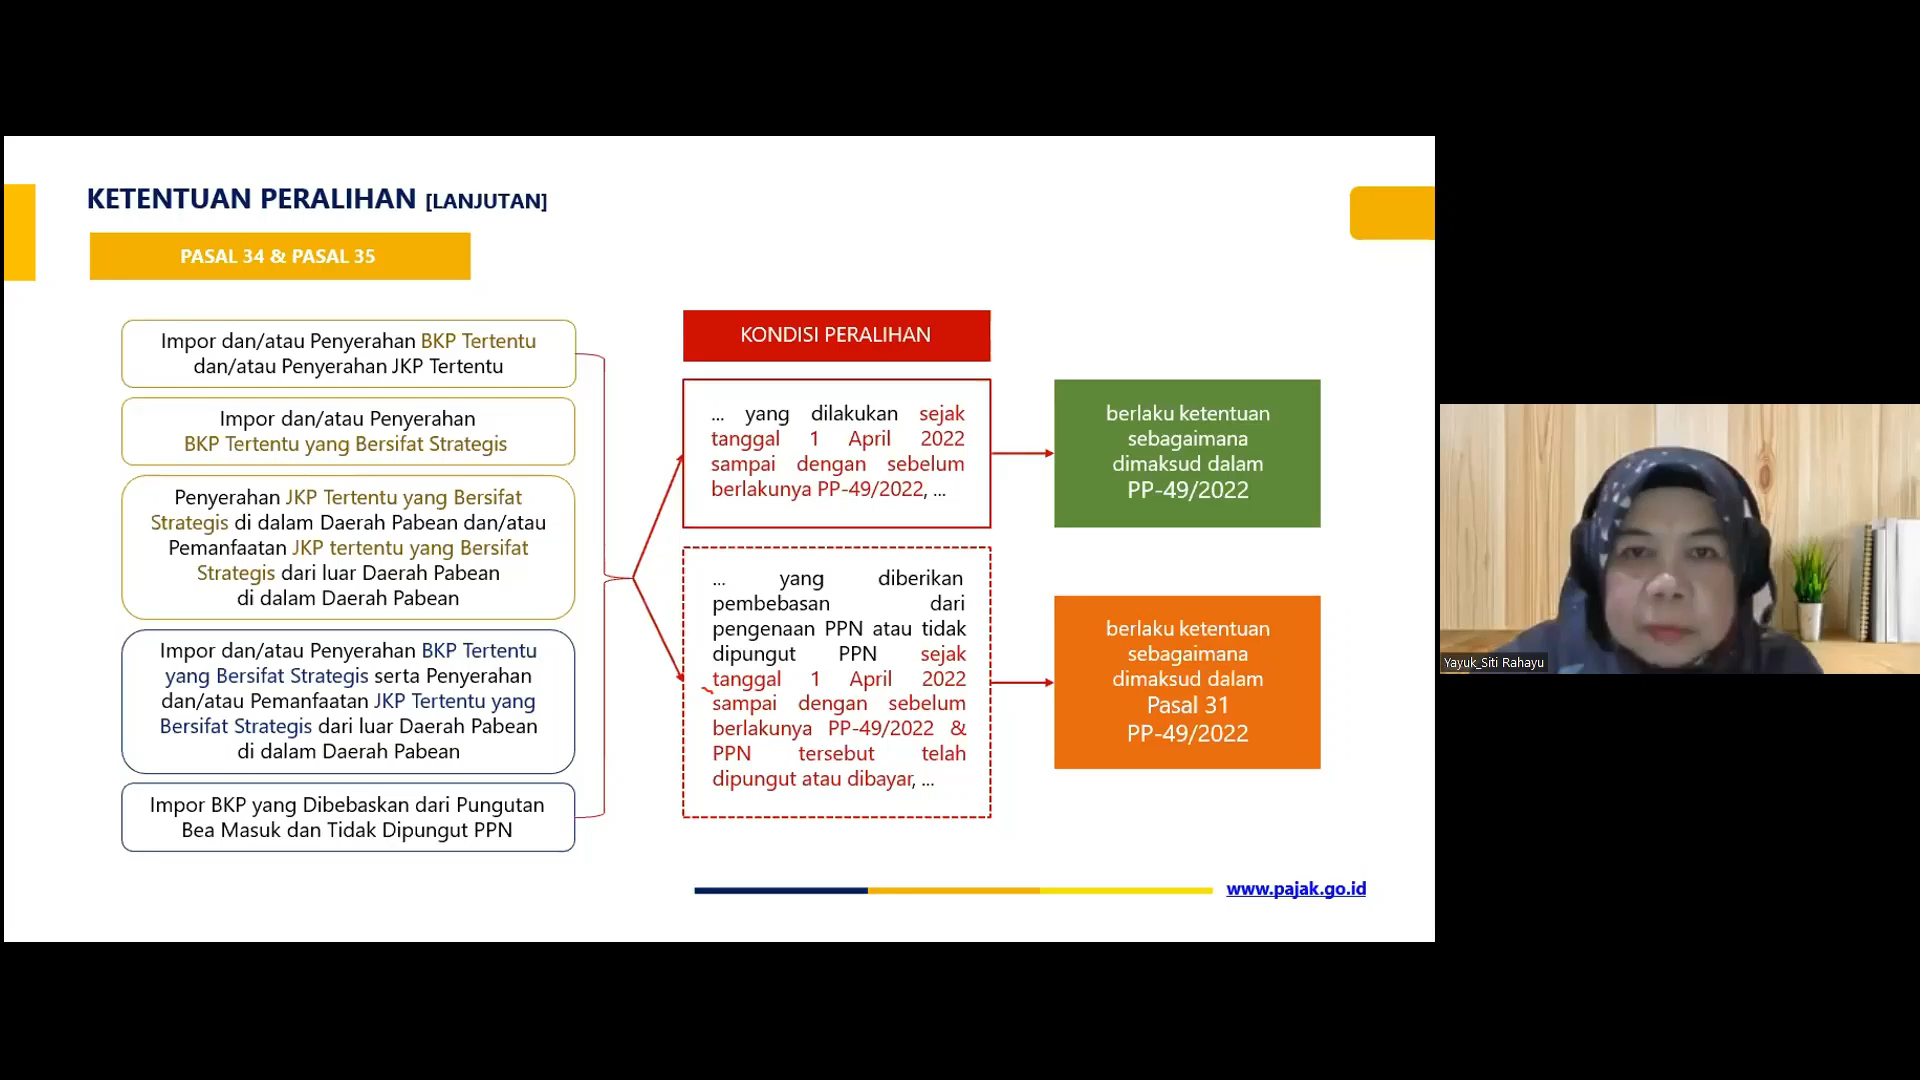 KETENTUAN PERALIHAN [LANJUTAN]
PASAL 34 & PASAL 35
Impor dan/atau Penyerahan BKP Tertentu
dan/atau Penyerahan JKP Tertentu
Impor dan/atau Penyerahan
BKP Tertentu yang Bersifat Strategis
Penyerahan JKP Tertentu yang Bersifat
Strategis di dalam Daerah Pabean dan/atau
Pemanfaatan JKP tertentu yang Bersifat
Strategis dari luar Daerah Pabean
di dalam Daerah Pabean
Impor dan/atau Penyerahan BKP Tertentu
yang Bersifat Strategis serta Penyerahan
dan/atau Pemanfaatan JKP Tertentu yang
Bersifat Strategis dari luar Daerah Pabean
di dalam Daerah Pabean
Impor BKP yang Dibebaskan dari Pungutan
Bea Masuk dan Tidak Dipungut PPN
KONDISI PERALIHAN
... yang dilakukan sejak
tanggal 1 April 2022
sampai dengan sebelum
berlakunya PP-49/2022, ...
... yang diberikan
pembebasan dari
pengenaan PPN atau tidak
dipungut PPN sejak
tanggal 1 April 2022
sampai dengan sebelum
berlakunya PP-49/2022 &
PPN tersebut telah
dipungut atau dibayar, ...
berlaku ketentuan
sebagaimana
dimaksud dalam
PP-49/2022
berlaku ketentuan
sebagaimana
dimaksud dalam
Pasal 31
PP-49/2022
www.pajak.go.id
Yayuk_Siti Rahayu